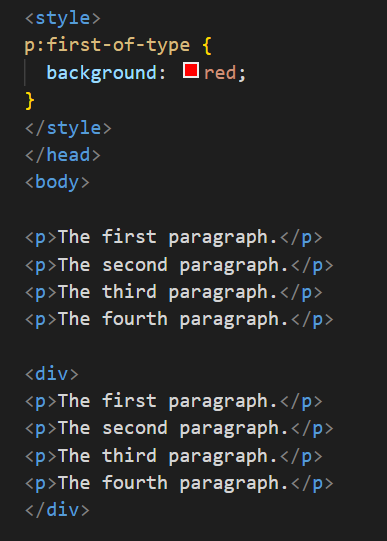 <style>
p:first-of-type {
  background: red;
}
</style>
</head>
<body>

<p>The first paragraph.</p>
<p>The second paragraph.</p>
<p>The third paragraph.</p>
<p>The fourth paragraph.</p>

<div>
<p>The first paragraph.</p>
<p>The second paragraph.</p>
<p>The third paragraph.</p>
<p>The fourth paragraph.</p>
</div>